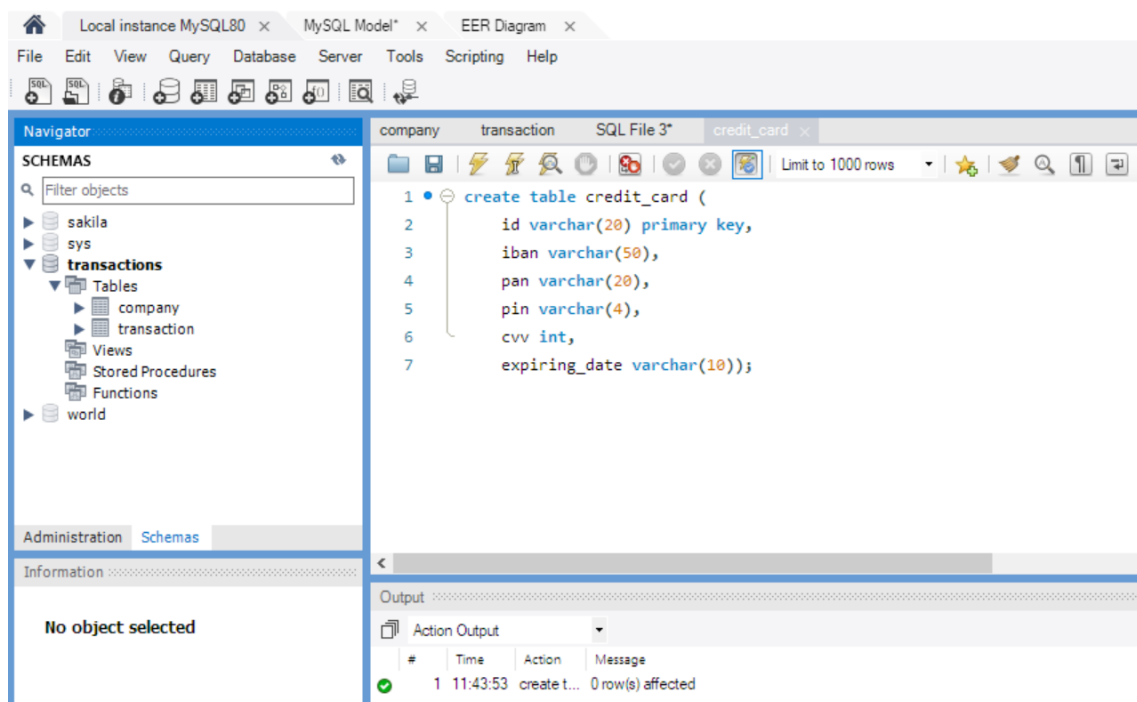 Local instance MySQL80 × MySQL Model* × EER Diagram ×
File Edit View Query Database Server Tools Scripting Help
Navigator
SCHEMAS
Filter objects
sakila
sys
transactions
Tables
company
transaction
Views
Stored Procedures
Functions
world
Administration Schemas
Information
No object selected
company transaction SQL File 3* credit_card ×
Limit to 1000 rows
1 create table credit_card (
2 id varchar(20) primary key,
3 iban varchar(50),
4 pan varchar(20),
5 pin varchar(4),
6 cvv int,
7 expiring_date varchar(10));
Output
Action Output
# Time Action Message
1 11:43:53 create t... 0 row(s) affected